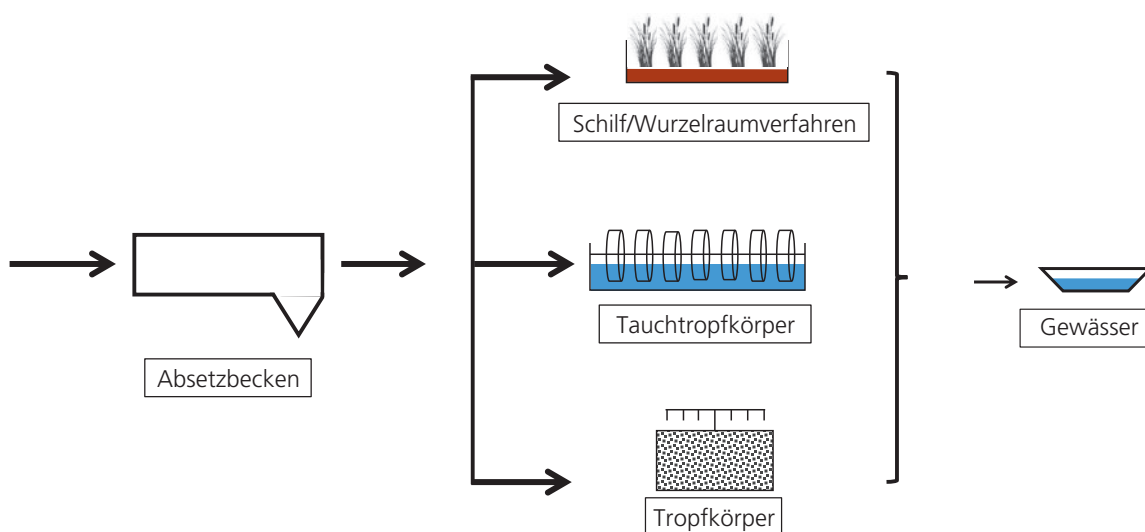 Schilf/Wurzelraumverfahren
Absetzbecken
Tauchtropfkörper
Gewässer
Tropfkörper